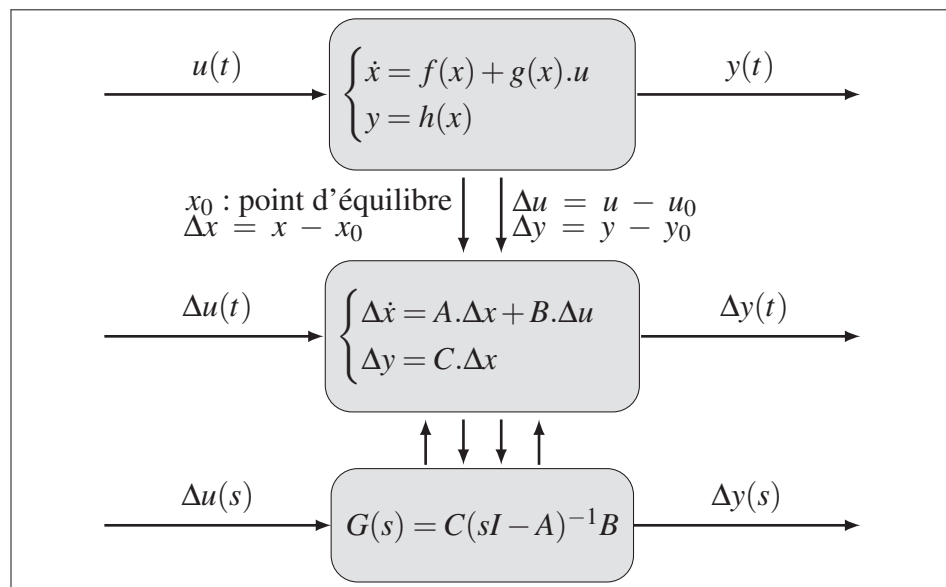 u(t)
ẋ = f(x) + g(x).u
y(t)
y = h(x)
x₀ : point d'équilibre
Δu = u − u₀
Δx = x − x₀
Δy = y − y₀
Δu(t)
Δẋ = A.Δx + B.Δu
Δy(t)
Δy = C.Δx
Δu(s)
G(s) = C(sI − A)⁻¹B
Δy(s)